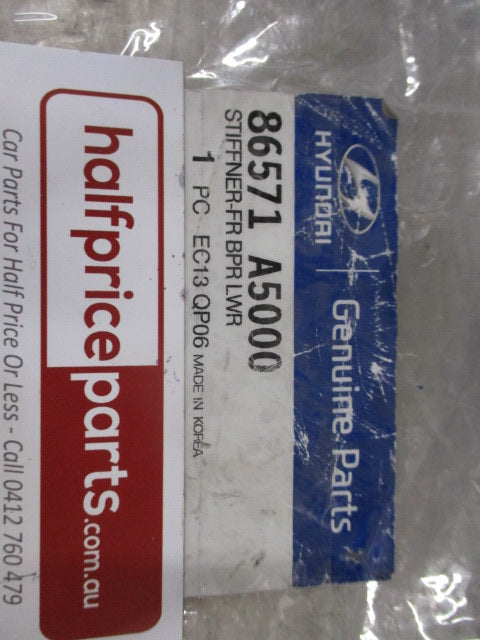 HYUNDAI
Genuine Parts
86571 A5000
STIFFNER-FR BPR LWR
1 PC EC13 QP06 MADE IN KOREA
halfpriceparts.com.au
Car Parts For Half Price Or Less - Call 0412 760 479